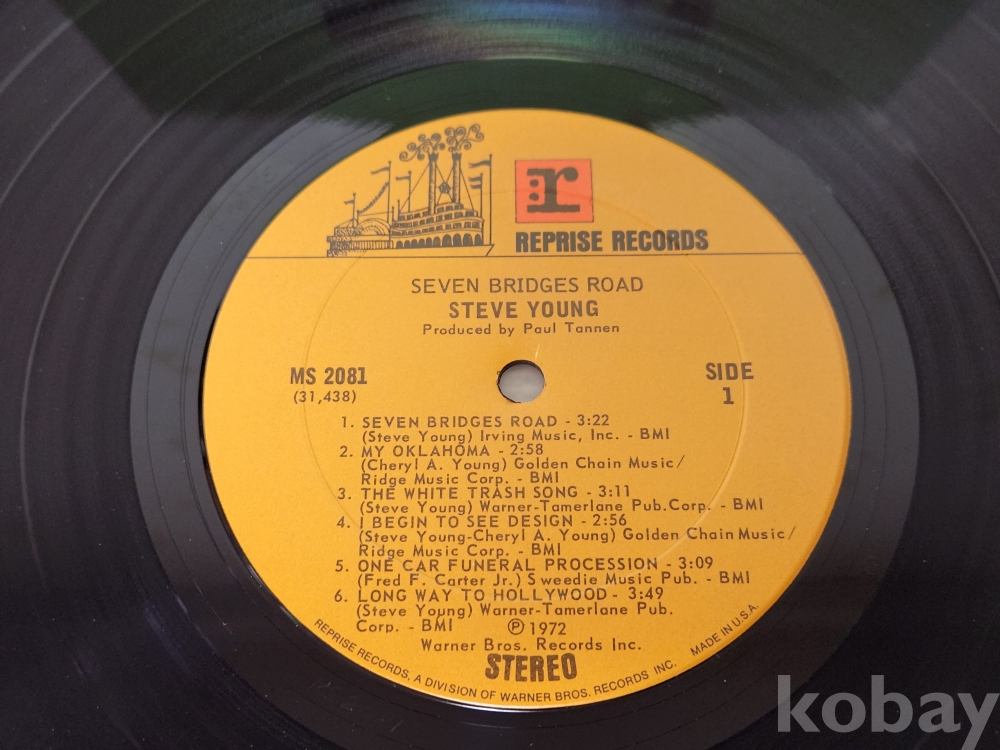 :r
REPRISE RECORDS
SEVEN BRIDGES ROAD
STEVE YOUNG
Produced by Paul Tannen
MS 2081
(31,438)
SIDE
1
1. SEVEN BRIDGES ROAD - 3:22
(Steve Young) Irving Music, Inc. - BMI
2. MY OKLAHOMA - 2:58
(Cheryl A. Young) Golden Chain Music/
Ridge Music Corp. - BMI
3. THE WHITE TRASH SONG - 3:11
(Steve Young) Warner-Tamerlane Pub.Corp. - BMI
4. I BEGIN TO SEE DESIGN - 2:56
(Steve Young-Cheryl A. Young) Golden Chain Music/
Ridge Music Corp. - BMI
5. ONE CAR FUNERAL PROCESSION - 3:09
(Fred F. Carter Jr.) Sweedie Music Pub. - BMI
6. LONG WAY TO HOLLYWOOD - 3:49
(Steve Young) Warner-Tamerlane Pub.
Corp. - BMI ℗ 1972
Warner Bros. Records Inc.
STEREO
REPRISE RECORDS, A DIVISION OF WARNER BROS. RECORDS INC. MADE IN U.S.A.
kobay